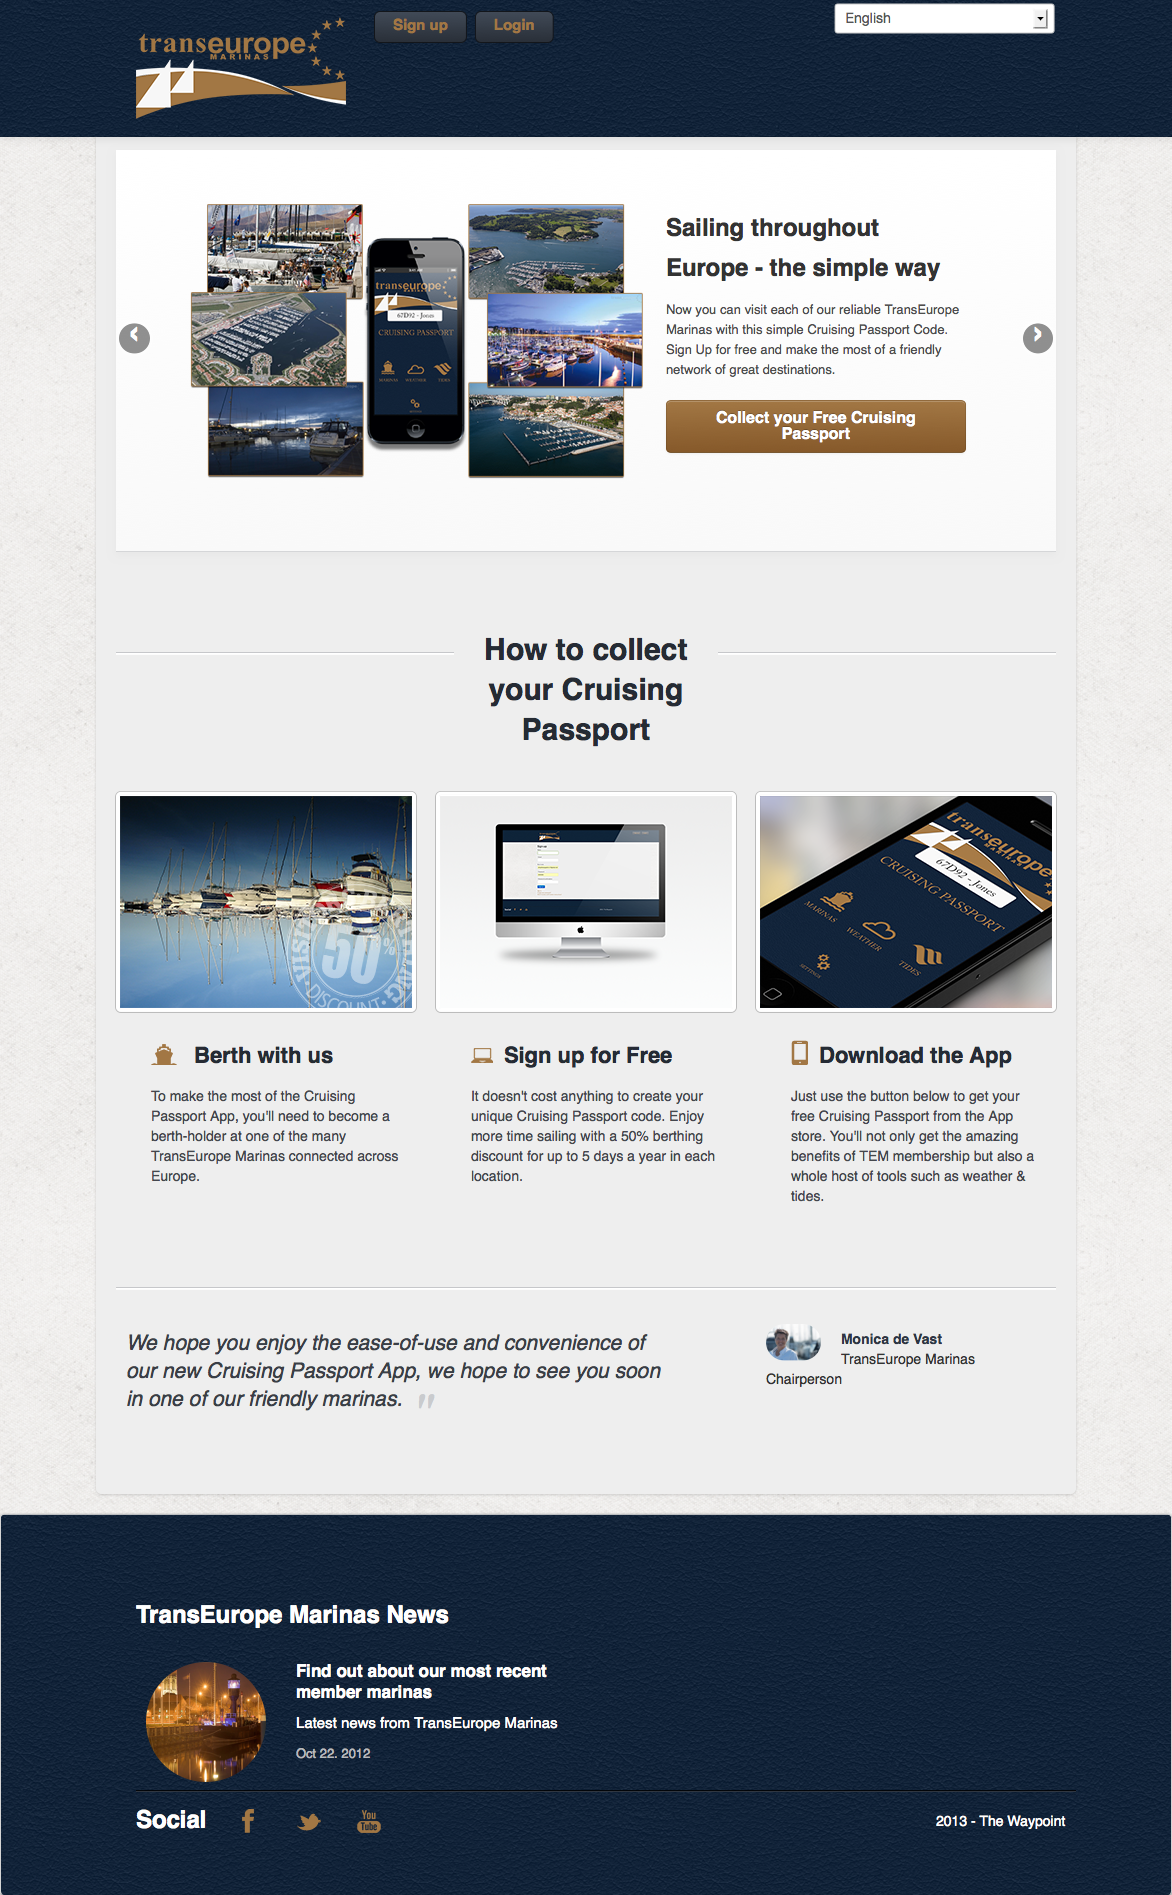 transeurope
MARINAS
Sign up
Login
English
Sailing throughout
Europe - the simple way
Now you can visit each of our reliable TransEurope
Marinas with this simple Cruising Passport Code.
Sign Up for free and make the most of a friendly
network of great destinations.
Collect your Free Cruising
Passport
transeurope
67D92 - Jones
CRUISING PASSPORT
MARINAS
WEATHER
TIDES
How to collect
your Cruising
Passport
50%
DISCOUNT
transeurope
MARINAS
67D92 - Jones
CRUISING PASSPORT
MARINAS
WEATHER
TIDES
SETTINGS
Berth with us
To make the most of the Cruising
Passport App, you'll need to become a
berth-holder at one of the many
TransEurope Marinas connected across
Europe.
Sign up for Free
It doesn't cost anything to create your
unique Cruising Passport code. Enjoy
more time sailing with a 50% berthing
discount for up to 5 days a year in each
location.
Download the App
Just use the button below to get your
free Cruising Passport from the App
store. You'll not only get the amazing
benefits of TEM membership but also a
whole host of tools such as weather &
tides.
We hope you enjoy the ease-of-use and convenience of
our new Cruising Passport App, we hope to see you soon
in one of our friendly marinas. "
Monica de Vast
TransEurope Marinas
Chairperson
TransEurope Marinas News
Find out about our most recent
member marinas
Latest news from TransEurope Marinas
Oct 22. 2012
Social
You
Tube
2013 - The Waypoint